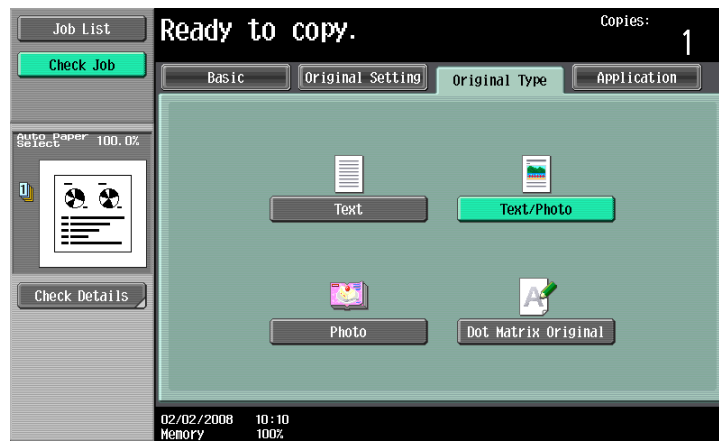 Job List
Check Job
Ready to copy.
Copies:
1
Basic
Original Setting
Original Type
Application
Auto Paper
Select
100.0%
1
Text
Text/Photo
Check Details
Photo
Dot Matrix Original
02/02/2008 10:10
Memory 100%